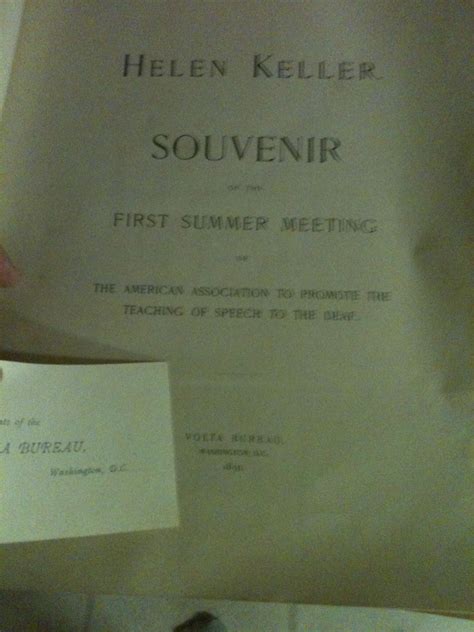 HELEN KELLER
SOUVENIR
OF THE
FIRST SUMMER MEETING
OF
THE AMERICAN ASSOCIATION TO PROMOTE THE
TEACHING OF SPEECH TO THE DEAF.
VOLTA BUREAU,
WASHINGTON, D.C.
of the
A BUREAU,
Washington, D.C.